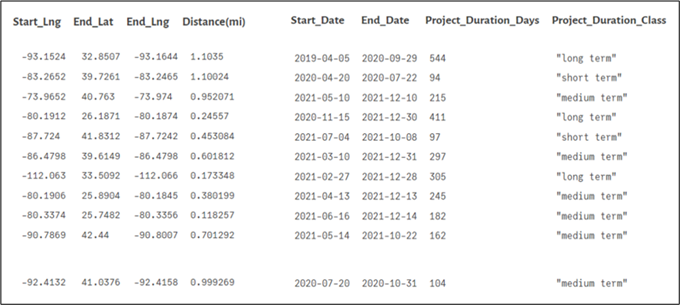 Start_Lng End_Lat End_Lng Distance(mi) Start_Date End_Date Project_Duration_Days Project_Duration_Class
-93.1524 32.8507 -93.1644 1.1035 2019-04-05 2020-09-29 544 "long term"
-83.2652 39.7261 -83.2465 1.10024 2020-04-20 2020-07-22 94 "short term"
-73.9652 40.763 -73.974 0.952071 2021-05-10 2021-12-10 215 "medium term"
-80.1912 26.1871 -80.1874 0.24557 2020-11-15 2021-12-30 411 "long term"
-87.724 41.8312 -87.7242 0.453084 2021-07-04 2021-10-08 97 "short term"
-86.4798 39.6149 -86.4798 0.601812 2021-03-10 2021-12-31 297 "medium term"
-112.063 33.5092 -112.066 0.173348 2021-02-27 2021-12-28 305 "long term"
-80.1906 25.8904 -80.1845 0.380199 2021-04-13 2021-12-13 245 "medium term"
-80.3374 25.7482 -80.3356 0.118257 2021-06-16 2021-12-14 182 "medium term"
-90.7869 42.44 -90.8007 0.701292 2021-05-14 2021-10-22 162 "medium term"
-92.4132 41.0376 -92.4158 0.999269 2020-07-20 2020-10-31 104 "medium term"